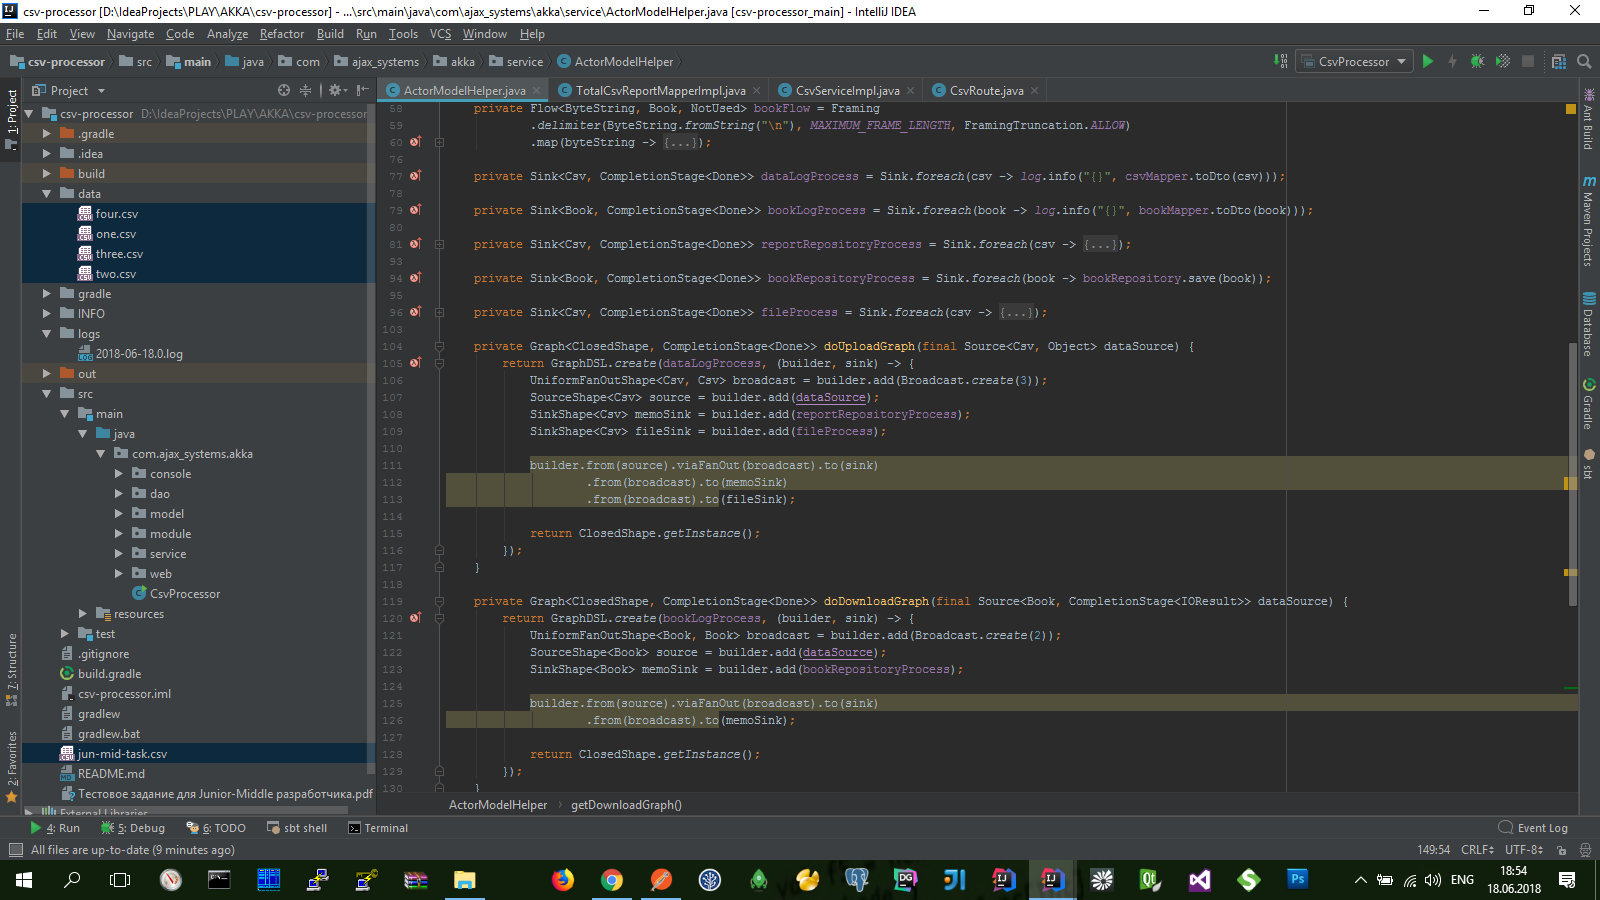 csv-processor [D:\IdeaProjects\PLAY\AKKA\csv-processor] - ...\src\main\java\com\ajax_systems\akka\service\ActorModelHelper.java [csv-processor_main] - IntelliJ IDEA
File Edit View Navigate Code Analyze Refactor Build Run Tools VCS Window Help
csv-processor src main java com ajax_systems akka service ActorModelHelper CsvProcessor
Project ActorModelHelper.java TotalCsvReportMapperImpl.java CsvServiceImpl.java CsvRoute.java
1: Project
7: Structure
2: Favorites
csv-processor D:\IdeaProjects\PLAY\AKKA\csv-processor
.gradle
.idea
build
data
four.csv
one.csv
three.csv
two.csv
gradle
INFO
logs
2018-06-18.0.log
out
src
main
java
com.ajax_systems.akka
console
dao
model
module
service
web
CsvProcessor
resources
test
.gitignore
build.gradle
csv-processor.iml
gradlew
gradlew.bat
jun-mid-task.csv
README.md
Тестовое задание для Junior-Middle разработчика.pdf
External Libraries
58 private Flow<ByteString, Book, NotUsed> bookFlow = Framing
59 .delimiter(ByteString.fromString("\n"), MAXIMUM_FRAME_LENGTH, FramingTruncation.ALLOW)
60 .map(byteString -> {...});
76
77 private Sink<Csv, CompletionStage<Done>> dataLogProcess = Sink.foreach(csv -> log.info("{}", csvMapper.toDto(csv)));
78
79 private Sink<Book, CompletionStage<Done>> bookLogProcess = Sink.foreach(book -> log.info("{}", bookMapper.toDto(book)));
80
81 private Sink<Csv, CompletionStage<Done>> reportRepositoryProcess = Sink.foreach(csv -> {...});
93
94 private Sink<Book, CompletionStage<Done>> bookRepositoryProcess = Sink.foreach(book -> bookRepository.save(book));
95
96 private Sink<Csv, CompletionStage<Done>> fileProcess = Sink.foreach(csv -> {...});
103
104 private Graph<ClosedShape, CompletionStage<Done>> doUploadGraph(final Source<Csv, Object> dataSource) {
105 return GraphDSL.create(dataLogProcess, (builder, sink) -> {
106 UniformFanOutShape<Csv, Csv> broadcast = builder.add(Broadcast.create(3));
107 SourceShape<Csv> source = builder.add(dataSource);
108 SinkShape<Csv> memoSink = builder.add(reportRepositoryProcess);
109 SinkShape<Csv> fileSink = builder.add(fileProcess);
110
111 builder.from(source).viaFanOut(broadcast).to(sink)
112 .from(broadcast).to(memoSink)
113 .from(broadcast).to(fileSink);
114
115 return ClosedShape.getInstance();
116 });
117 }
118
119 private Graph<ClosedShape, CompletionStage<Done>> doDownloadGraph(final Source<Book, CompletionStage<IOResult>> dataSource) {
120 return GraphDSL.create(bookLogProcess, (builder, sink) -> {
121 UniformFanOutShape<Book, Book> broadcast = builder.add(Broadcast.create(2));
122 SourceShape<Book> source = builder.add(dataSource);
123 SinkShape<Book> memoSink = builder.add(bookRepositoryProcess);
124
125 builder.from(source).viaFanOut(broadcast).to(sink)
126 .from(broadcast).to(memoSink);
127
128 return ClosedShape.getInstance();
129 });
130 }
ActorModelHelper getDownloadGraph()
Ant Build
Maven Projects
Database
Gradle
sbt
4: Run 5: Debug 6: TODO sbt shell Terminal Event Log
All files are up-to-date (9 minutes ago) 149:54 CRLF UTF-8
ENG 18:54
18.06.2018